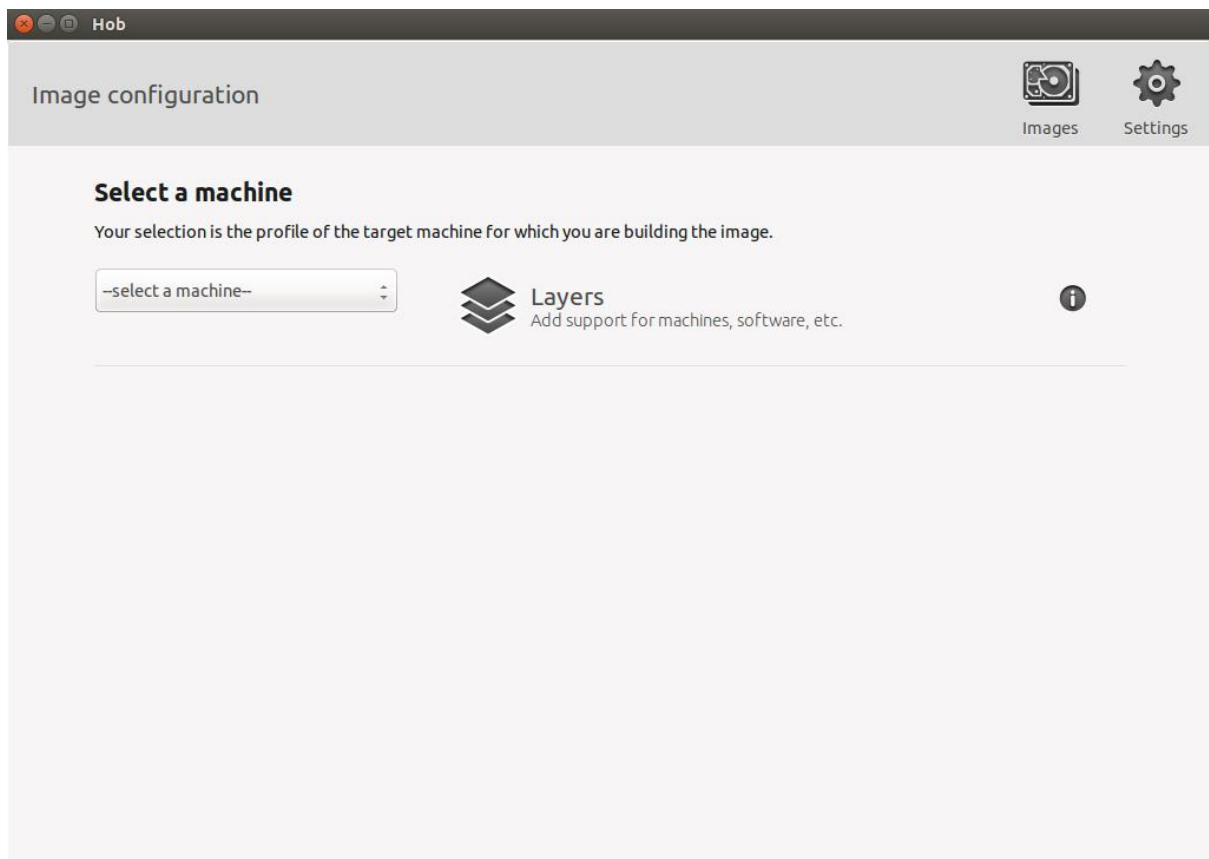 Hob
Image configuration
Images
Settings
Select a machine
Your selection is the profile of the target machine for which you are building the image.
--select a machine--
Layers
Add support for machines, software, etc.